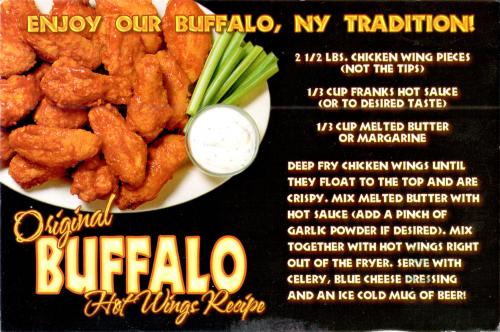 ENJOY OUR BUFFALO, NY TRADITION!
2 1/2 LBS. CHICKEN WING PIECES
(NOT THE TIPS)
1/3 CUP FRANKS HOT SAUCE
(OR TO DESIRED TASTE)
1/3 CUP MELTED BUTTER
OR MARGARINE
DEEP FRY CHICKEN WINGS UNTIL
THEY FLOAT TO THE TOP AND ARE
CRISPY. MIX MELTED BUTTER WITH
HOT SAUCE (ADD A PINCH OF
GARLIC POWDER IF DESIRED). MIX
TOGETHER WITH HOT WINGS RIGHT
OUT OF THE FRYER. SERVE WITH
CELERY, BLUE CHEESE DRESSING
AND AN ICE COLD MUG OF BEER!
Original
BUFFALO
Hot Wings Recipe